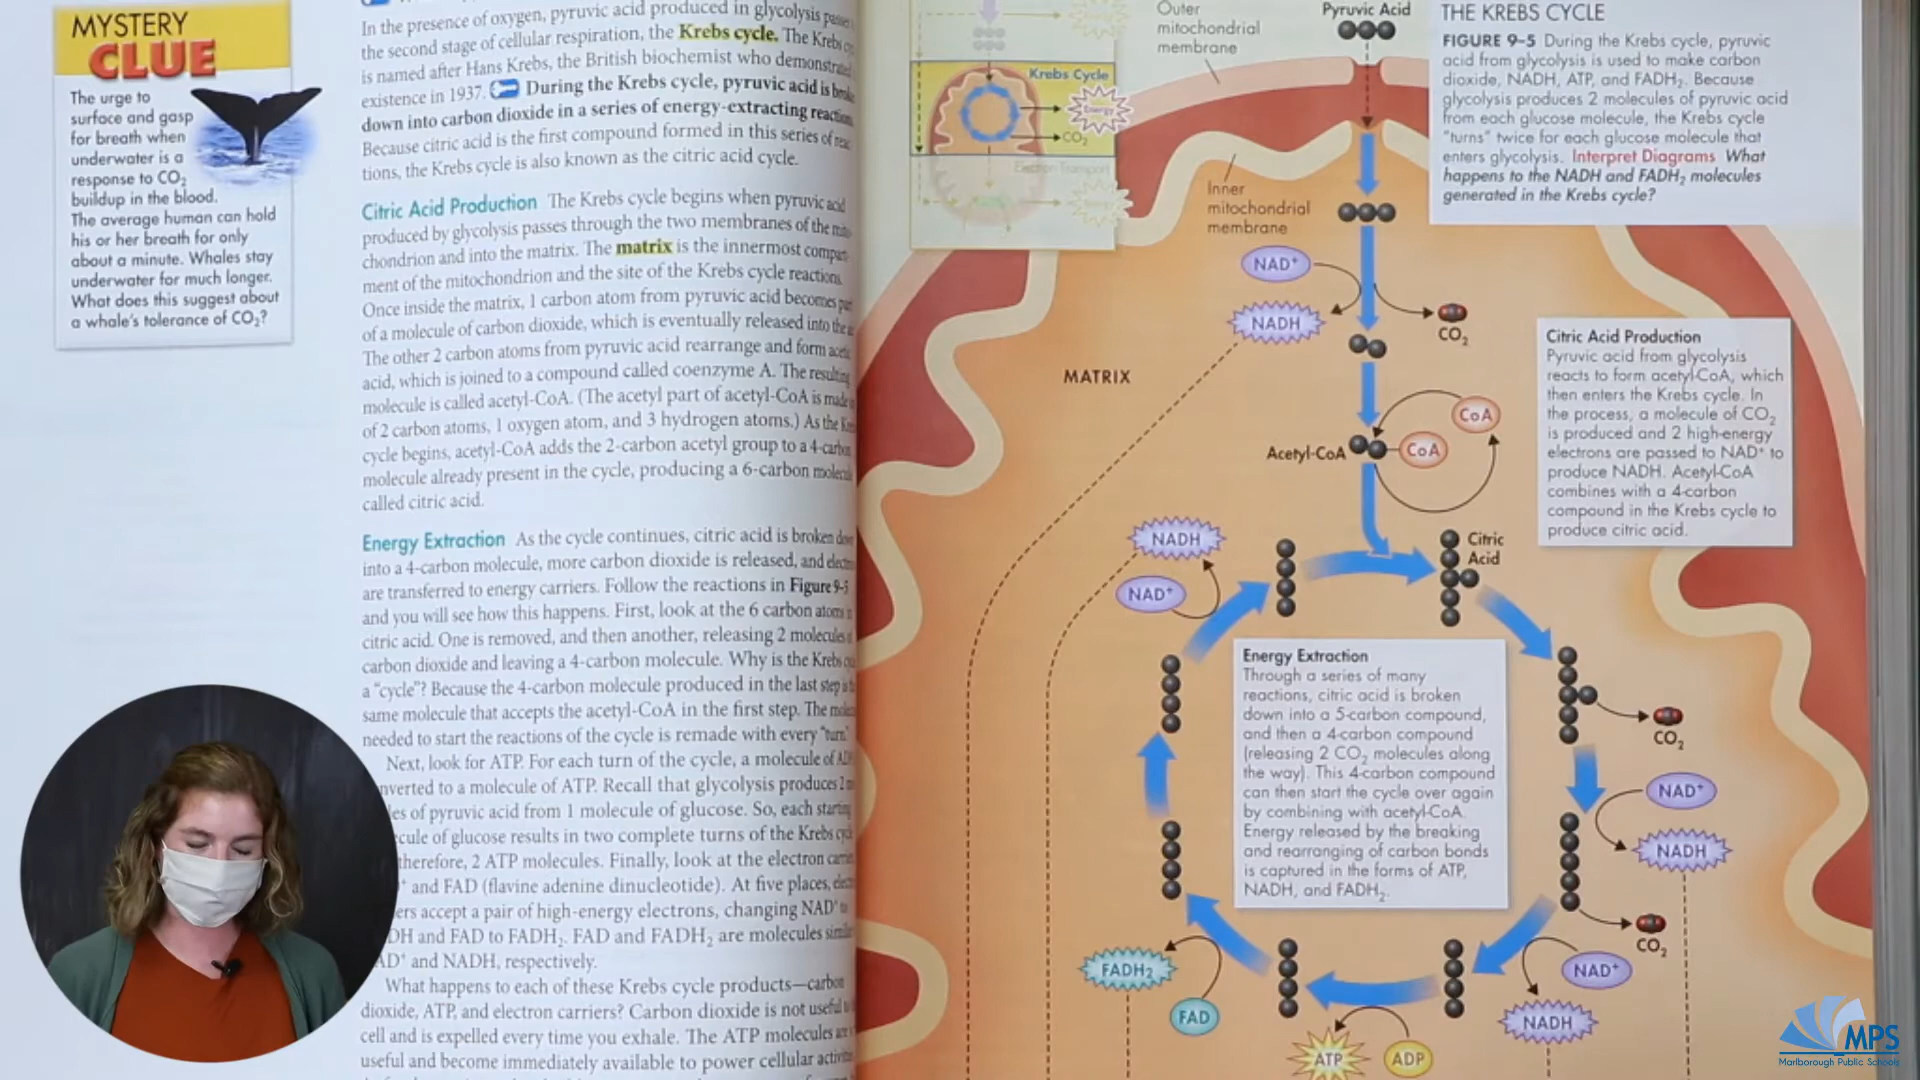 MYSTERY
CLUE
The urge to
surface and gasp
for breath when
underwater is a
response to CO₂
buildup in the blood.
The average human can hold
his or her breath for only
about a minute. Whales stay
underwater for much longer.
What does this suggest about
a whale's tolerance of CO₂?
In the presence of oxygen, pyruvic acid produced in glycolysis passes
the second stage of cellular respiration, the Krebs cycle. The Krebs
is named after Hans Krebs, the British biochemist who demonstrated
existence in 1937. During the Krebs cycle, pyruvic acid is
down into carbon dioxide in a series of energy-extracting reaction
Because citric acid is the first compound formed in this series of
tions, the Krebs cycle is also known as the citric acid cycle.
Citric Acid Production The Krebs cycle begins when pyruvic acid
produced by glycolysis passes through the two membranes of the
chondrion and into the matrix. The matrix is the innermost
ment of the mitochondrion and the site of the Krebs cycle reactions.
Once inside the matrix, 1 carbon atom from pyruvic acid becomes
of a molecule of carbon dioxide, which is eventually released into the
The other 2 carbon atoms from pyruvic acid rearrange and form
acid, which is joined to a compound called coenzyme A. The resulting
molecule is called acetyl-CoA. (The acetyl part of acetyl-CoA is made
of 2 carbon atoms, 1 oxygen atom, and 3 hydrogen atoms.) As the
cycle begins, acetyl-CoA adds the 2-carbon acetyl group to a 4-carbon
molecule already present in the cycle, producing a 6-carbon
called citric acid.
Energy Extraction As the cycle continues, citric acid is broken
into a 4-carbon molecule, more carbon dioxide is released, and
are transferred to energy carriers. Follow the reactions in Figure 9-5
and you will see how this happens. First, look at the 6 carbon atoms
citric acid. One is removed, and then another, releasing 2 molecules
carbon dioxide and leaving a 4-carbon molecule. Why is the Krebs
a "cycle"? Because the 4-carbon molecule produced in the last step is
same molecule that accepts the acetyl-CoA in the first step. The
needed to start the reactions of the cycle is remade with every "turn."
Next, look for ATP. For each turn of the cycle, a molecule of
nverted to a molecule of ATP. Recall that glycolysis produces 2
les of pyruvic acid from 1 molecule of glucose. So, each starting
cule of glucose results in two complete turns of the Krebs
therefore, 2 ATP molecules. Finally, look at the electron
⁺ and FAD (flavine adenine dinucleotide). At five places,
ers accept a pair of high-energy electrons, changing NAD⁺
DH and FAD to FADH₂. FAD and FADH₂ are molecules
AD⁺ and NADH, respectively.
What happens to each of these Krebs cycle products—carbon
dioxide, ATP, and electron carriers? Carbon dioxide is not useful
cell and is expelled every time you exhale. The ATP molecules
useful and become immediately available to power cellular
Krebs Cycle
Energy
CO₂
Electron Transport
Outer
mitochondrial
membrane
Pyruvic Acid
Inner
mitochondrial
membrane
THE KREBS CYCLE
FIGURE 9–5 During the Krebs cycle, pyruvic
acid from glycolysis is used to make carbon
dioxide, NADH, ATP, and FADH₂. Because
glycolysis produces 2 molecules of pyruvic acid
from each glucose molecule, the Krebs cycle
"turns" twice for each glucose molecule that
enters glycolysis. Interpret Diagrams What
happens to the NADH and FADH₂ molecules
generated in the Krebs cycle?
NAD⁺
NADH
CO₂
MATRIX
CoA
Acetyl-CoA
CoA
Citric Acid Production
Pyruvic acid from glycolysis
reacts to form acetyl-CoA, which
then enters the Krebs cycle. In
the process, a molecule of CO₂
is produced and 2 high-energy
electrons are passed to NAD⁺ to
produce NADH. Acetyl-CoA
combines with a 4-carbon
compound in the Krebs cycle to
produce citric acid.
NADH
NAD⁺
Citric
Acid
Energy Extraction
Through a series of many
reactions, citric acid is broken
down into a 5-carbon compound,
and then a 4-carbon compound
(releasing 2 CO₂ molecules along
the way). This 4-carbon compound
can then start the cycle over again
by combining with acetyl-CoA.
Energy released by the breaking
and rearranging of carbon bonds
is captured in the forms of ATP,
NADH, and FADH₂.
CO₂
NAD⁺
NADH
CO₂
NAD⁺
NADH
FADH₂
FAD
ATP
ADP
MPS
Marlborough Public Schools